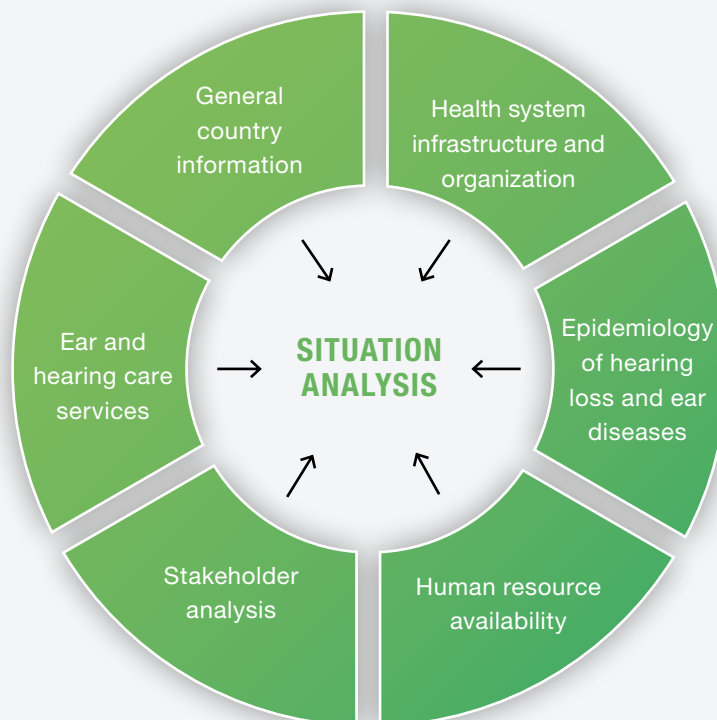 General
country
information
Health system
infrastructure and
organization
Ear and
hearing care
services
SITUATION
ANALYSIS
Epidemiology
of hearing
loss and ear
diseases
Stakeholder
analysis
Human resource
availability